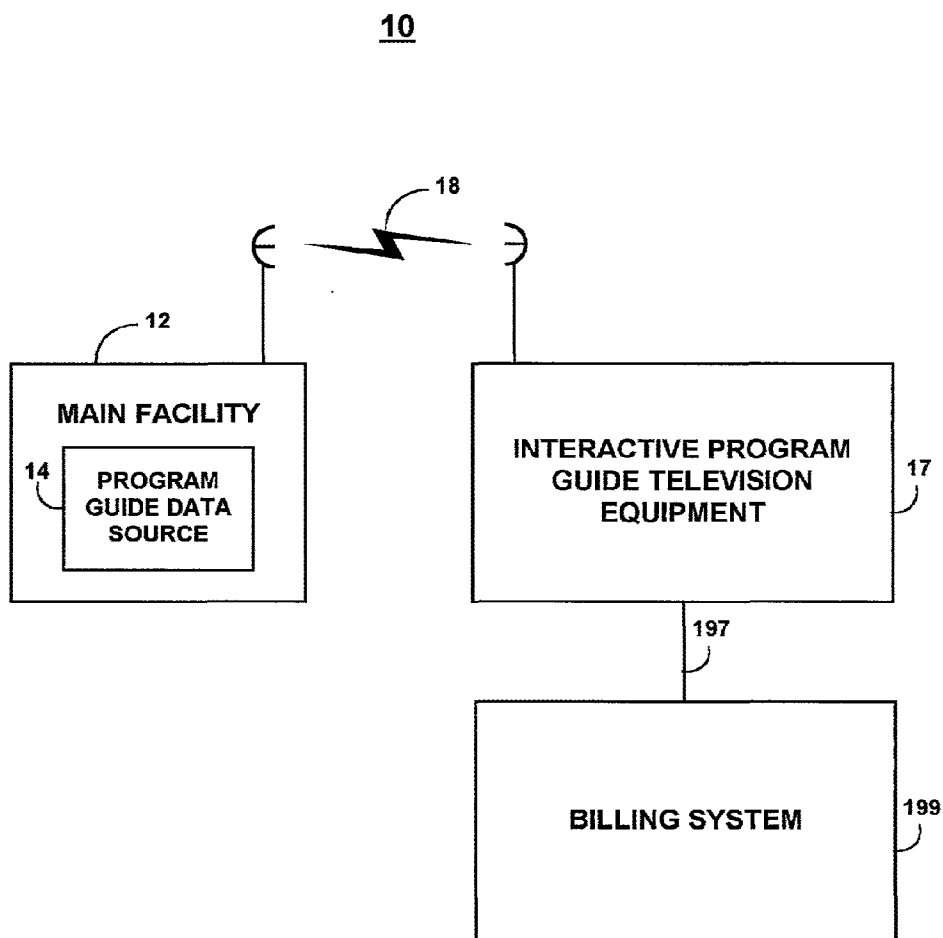 10
18
12
MAIN FACILITY
14
PROGRAM
GUIDE DATA
SOURCE
INTERACTIVE PROGRAM
GUIDE TELEVISION
EQUIPMENT
17
197
BILLING SYSTEM
199